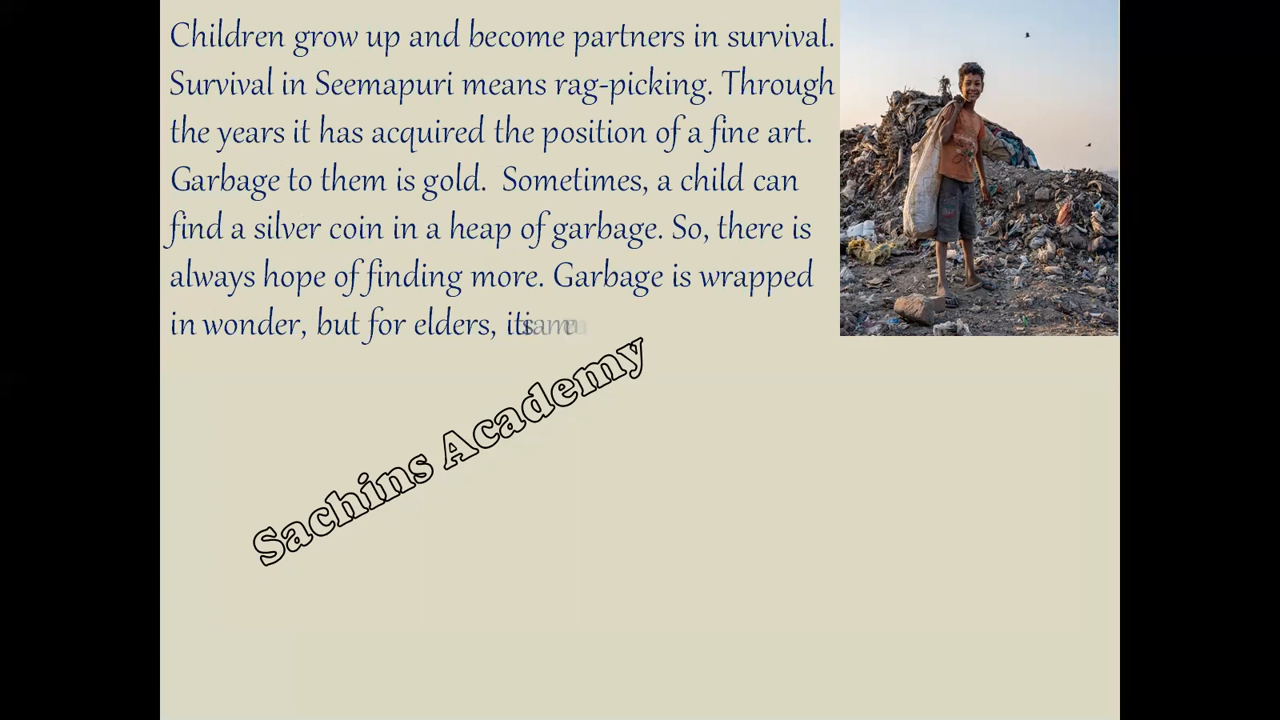 Children grow up and become partners in survival.
Survival in Seemapuri means rag-picking. Through
the years it has acquired the position of a fine art.
Garbage to them is gold. Sometimes, a child can
find a silver coin in a heap of garbage. So, there is
always hope of finding more. Garbage is wrapped
in wonder, but for elders, it
Sachins Academy